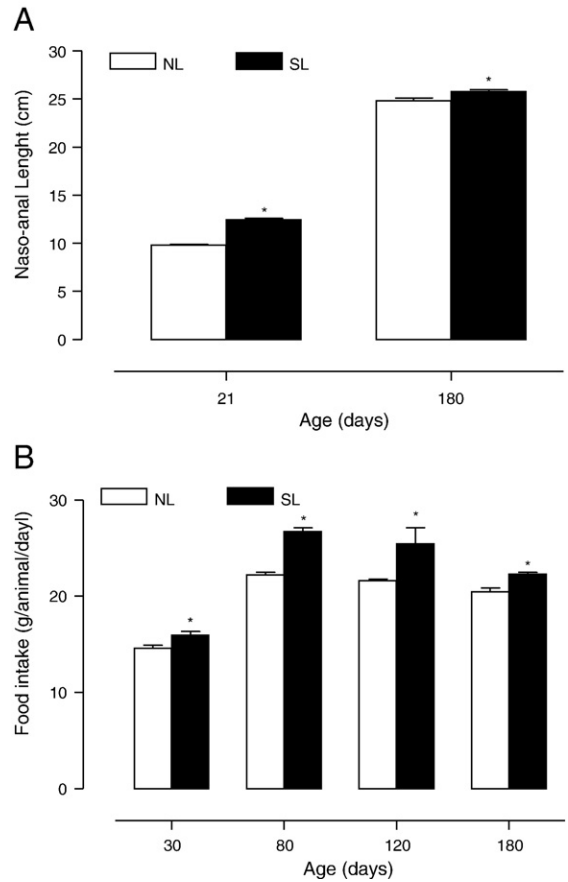 A
30
NL
SL
25
20
15
10
5
0
Naso-anal Lenght (cm)
*
*
21
180
Age (days)
B
30
NL
SL
20
10
0
Food intake (g/animal/dayl)
*
*
*
*
30
80
120
180
Age (days)